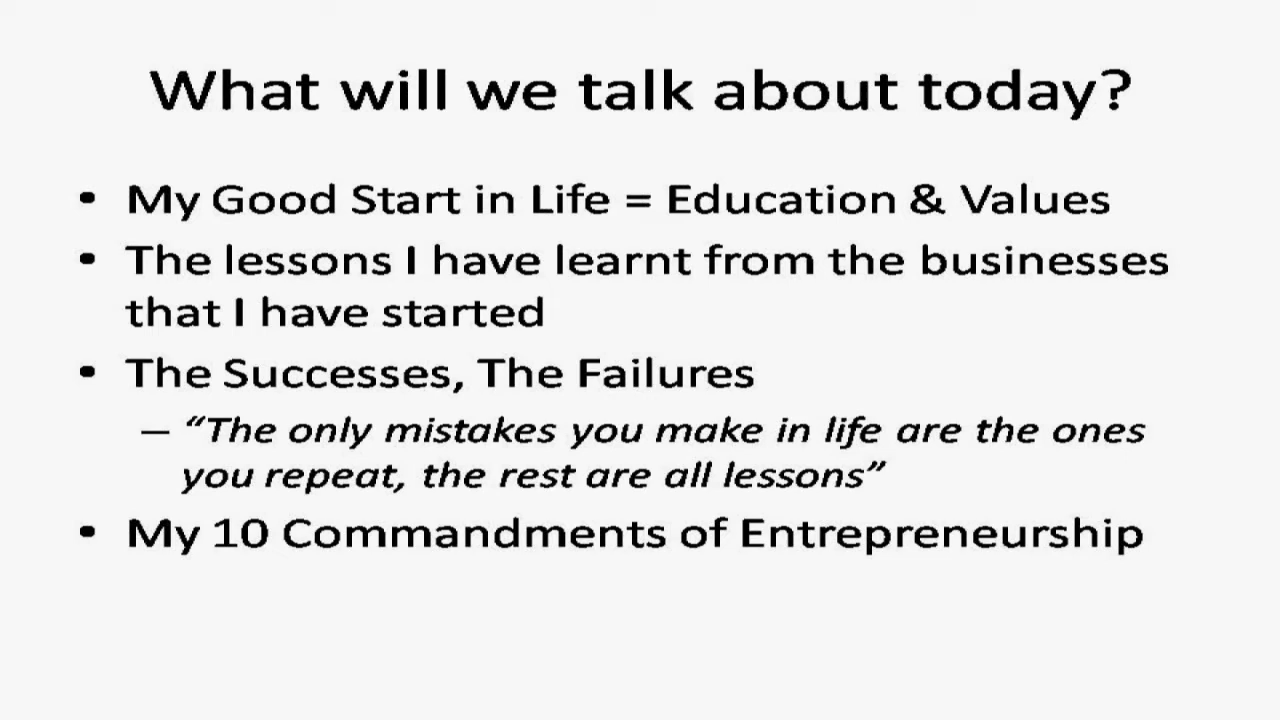 What will we talk about today?
• My Good Start in Life = Education & Values
• The lessons I have learnt from the businesses
that I have started
• The Successes, The Failures
– “The only mistakes you make in life are the ones
you repeat, the rest are all lessons”
• My 10 Commandments of Entrepreneurship